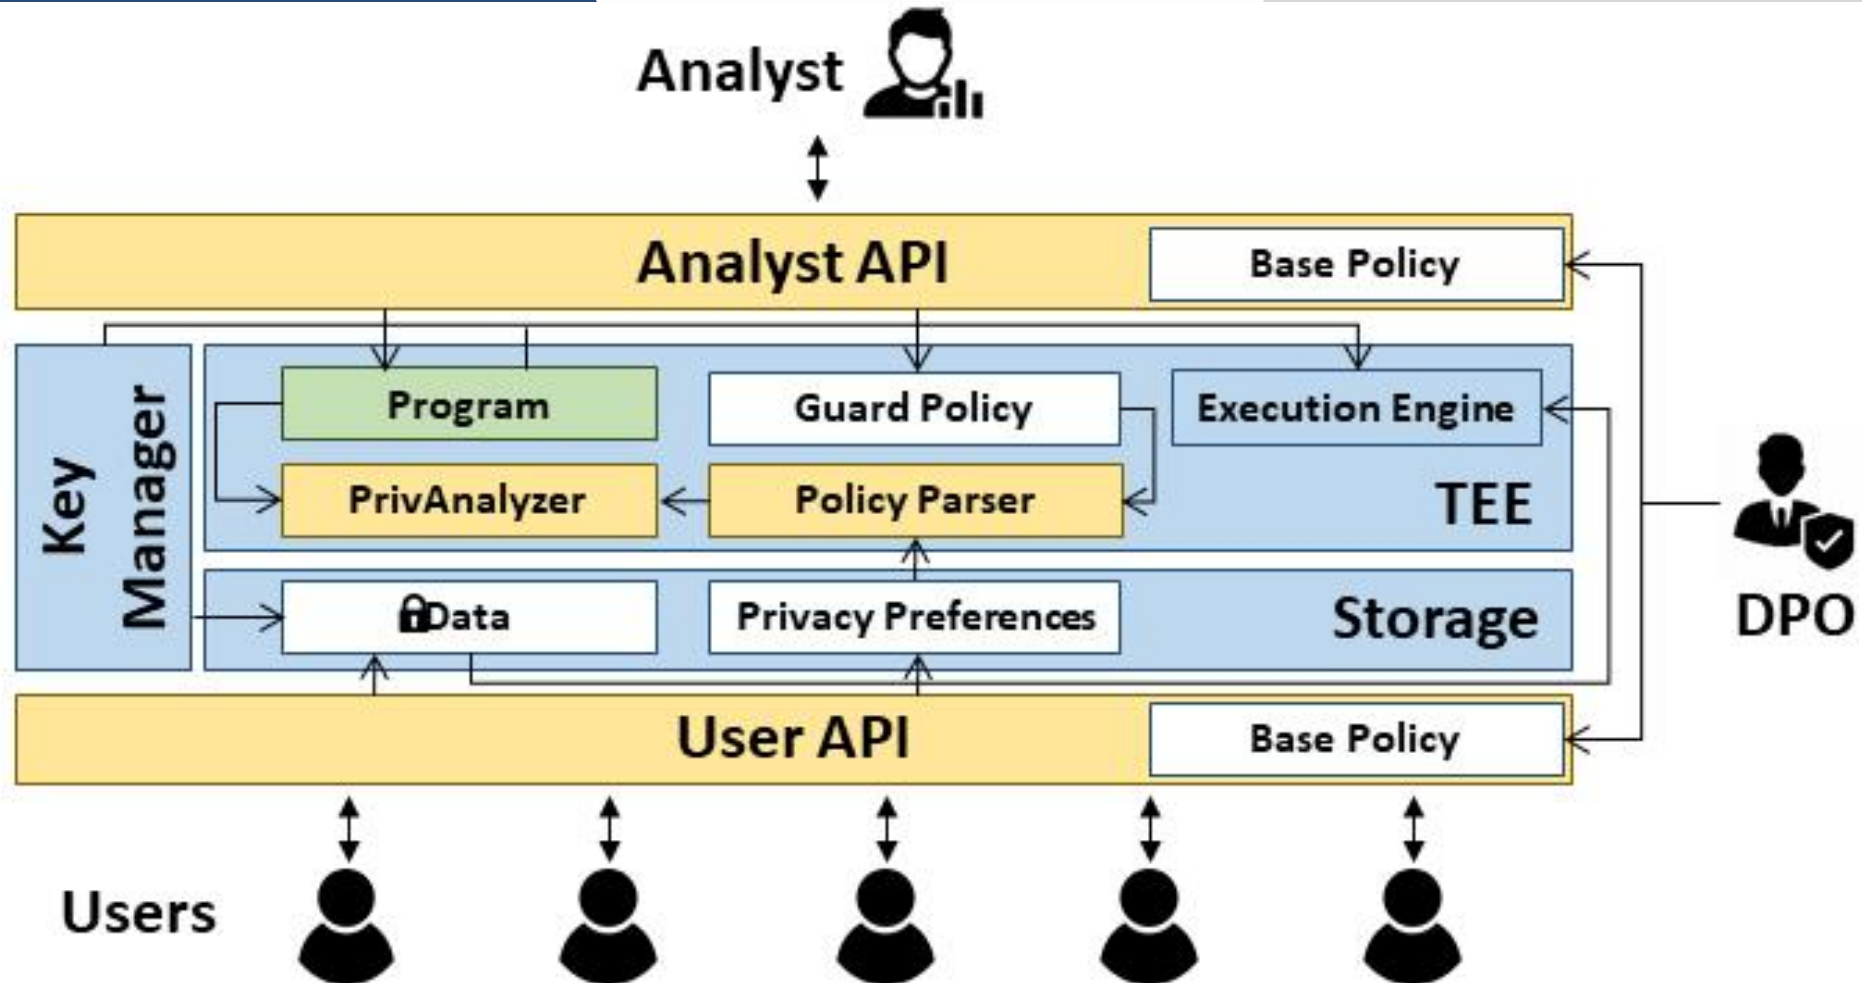 Analyst
Analyst API
Base Policy
Key
Manager
Program
Guard Policy
Execution Engine
PrivAnalyzer
Policy Parser
TEE
Data
Privacy Preferences
Storage
DPO
User API
Base Policy
Users